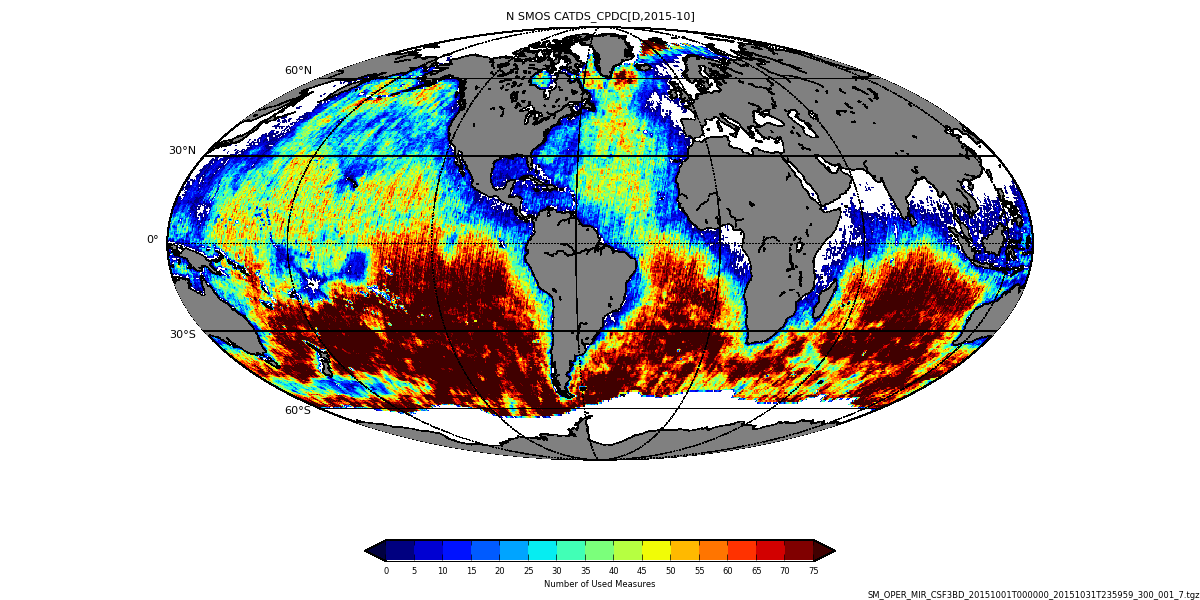 N SMOS CATDS_CPDC[D,2015-10]
60°N
30°N
0°
30°S
60°S
0 5 10 15 20 25 30 35 40 45 50 55 60 65 70 75
Number of Used Measures
SM_OPER_MIR_CSF3BD_20151001T000000_20151031T235959_300_001_7.tgz